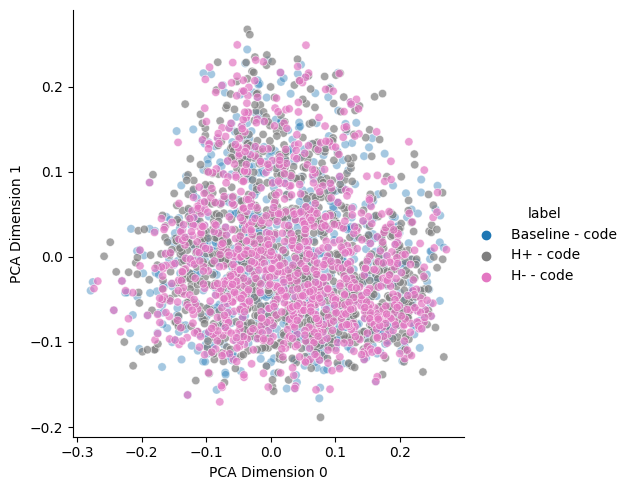 0.2
0.1
0.0
−0.1
−0.2
PCA Dimension 1
−0.3
−0.2
−0.1
0.0
0.1
0.2
PCA Dimension 0
label
Baseline - code
H+ - code
H- - code